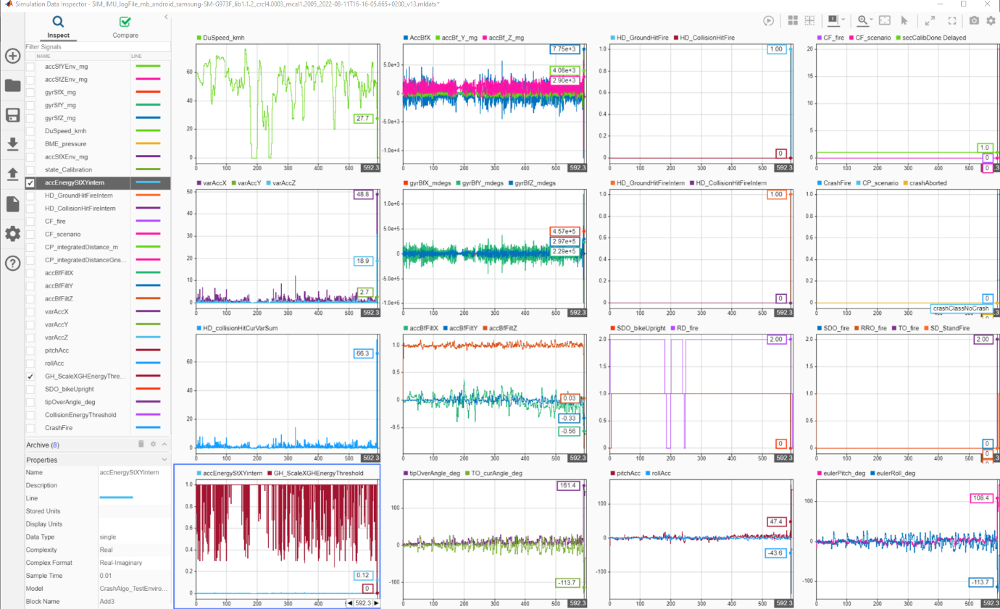 Simulation Data Inspector - SIM_IMU_logFile_mb_android_samsung-SM-G973F_lib1.1.2_crcl4.0003_mcal1.2005_2022-08-11T16-16-05.665+0200_v13.mldatx*
Inspect Compare
Filter Signals
NAME LINE
accSfYEnv_mg
accSfZEnv_mg
gyrSfX_mg
gyrSfY_mg
gyrSfZ_mg
DuSpeed_kmh
BME_pressure
accSfXEnv_mg
state_Calibration
accEnergyStXYintern
HD_GroundHitFireIntern
HD_CollisionHitFireIntern
CF_fire
CF_scenario
CP_integratedDistance_m
CP_integratedDistanceGns...
accBfFiltX
accBfFiltY
accBfFiltZ
varAccX
varAccY
varAccZ
pitchAcc
rollAcc
GH_ScaleXGHEnergyThre...
SDO_bikeUpright
tipOverAngle_deg
CollisionEnergyThreshold
CrashFire
Archive (8)
Properties
Name accEnergyStXYintern
Description
Line
Stored Units
Display Units
Data Type single
Complexity Real
Complex Format Real-Imaginary
Sample Time 0.01
Model CrashAlgo_TestEnviro...
Block Name Add3
DuSpeed_kmh
60
40
20
0
27.7
0 100 200 300 400 500 592.3
AccBfX accBf_Y_mg accBf_Z_mg
5.0e+3
0
-5.0e+3
-1.0e+4
7.75e+3
4.08e+3
2.90e+3
0 100 200 300 400 500 592.3
HD_GroundHitFire HD_CollisionHitFire
1.0
0.8
0.6
0.4
0.2
0
1.00
0
0 100 200 300 400 500 592.3
CF_fire CF_scenario secCalibDone Delayed
20
15
10
5
0
1.0
0
0
0 100 200 300 400 500 592.3
varAccX varAccY varAccZ
50
40
30
20
10
0
48.8
18.9
2.7
0 100 200 300 400 500 592.3
gyrBfX_mdegs gyrBfY_mdegs gyrBfZ_mdegs
1.0e+6
5.0e+5
0
-5.0e+5
-1.0e+6
4.57e+5
2.97e+5
2.29e+5
0 100 200 300 400 500 592.3
HD_GroundHitFireIntern HD_CollisionHitFireIntern
1.0
0.8
0.6
0.4
0.2
0
1.00
0
0 100 200 300 400 500 592.3
CrashFire CP_scenario crashAborted
1.0
0.8
0.6
0.4
0.2
0
0
crashClassNoCrash
0 100 200 300 400 500 592.3
HD_collisionHitCurVarSum
60
40
20
0
66.3
0 100 200 300 400 500 592.3
accBfFiltX accBfFiltY accBfFiltZ
1.0
0.5
0
-0.5
0.03
-0.33
-0.56
0 100 200 300 400 500 592.3
SDO_bikeUpright RD_fire
2.0
1.5
1.0
0.5
0
2.00
0
0 100 200 300 400 500 592.3
SDO_fire RRO_fire TO_fire SD_StandFire
2.0
1.5
1.0
0.5
0
2.00
0
0
0 100 200 300 400 500 592.3
accEnergyStXYintern GH_ScaleXGHEnergyThreshold
1.0
0.8
0.6
0.4
0.2
0
0.12
0
0 100 200 300 400 592.3
tipOverAngle_deg TO_curAngle_deg
100
0
-100
161.4
-113.7
0 100 200 300 400 500 592.3
pitchAcc rollAcc
100
0
-100
47.4
-43.6
0 100 200 300 400 500 592.3
eulerPitch_deg eulerRoll_deg
100
0
-100
108.4
-113.7
0 100 200 300 400 500 592.3